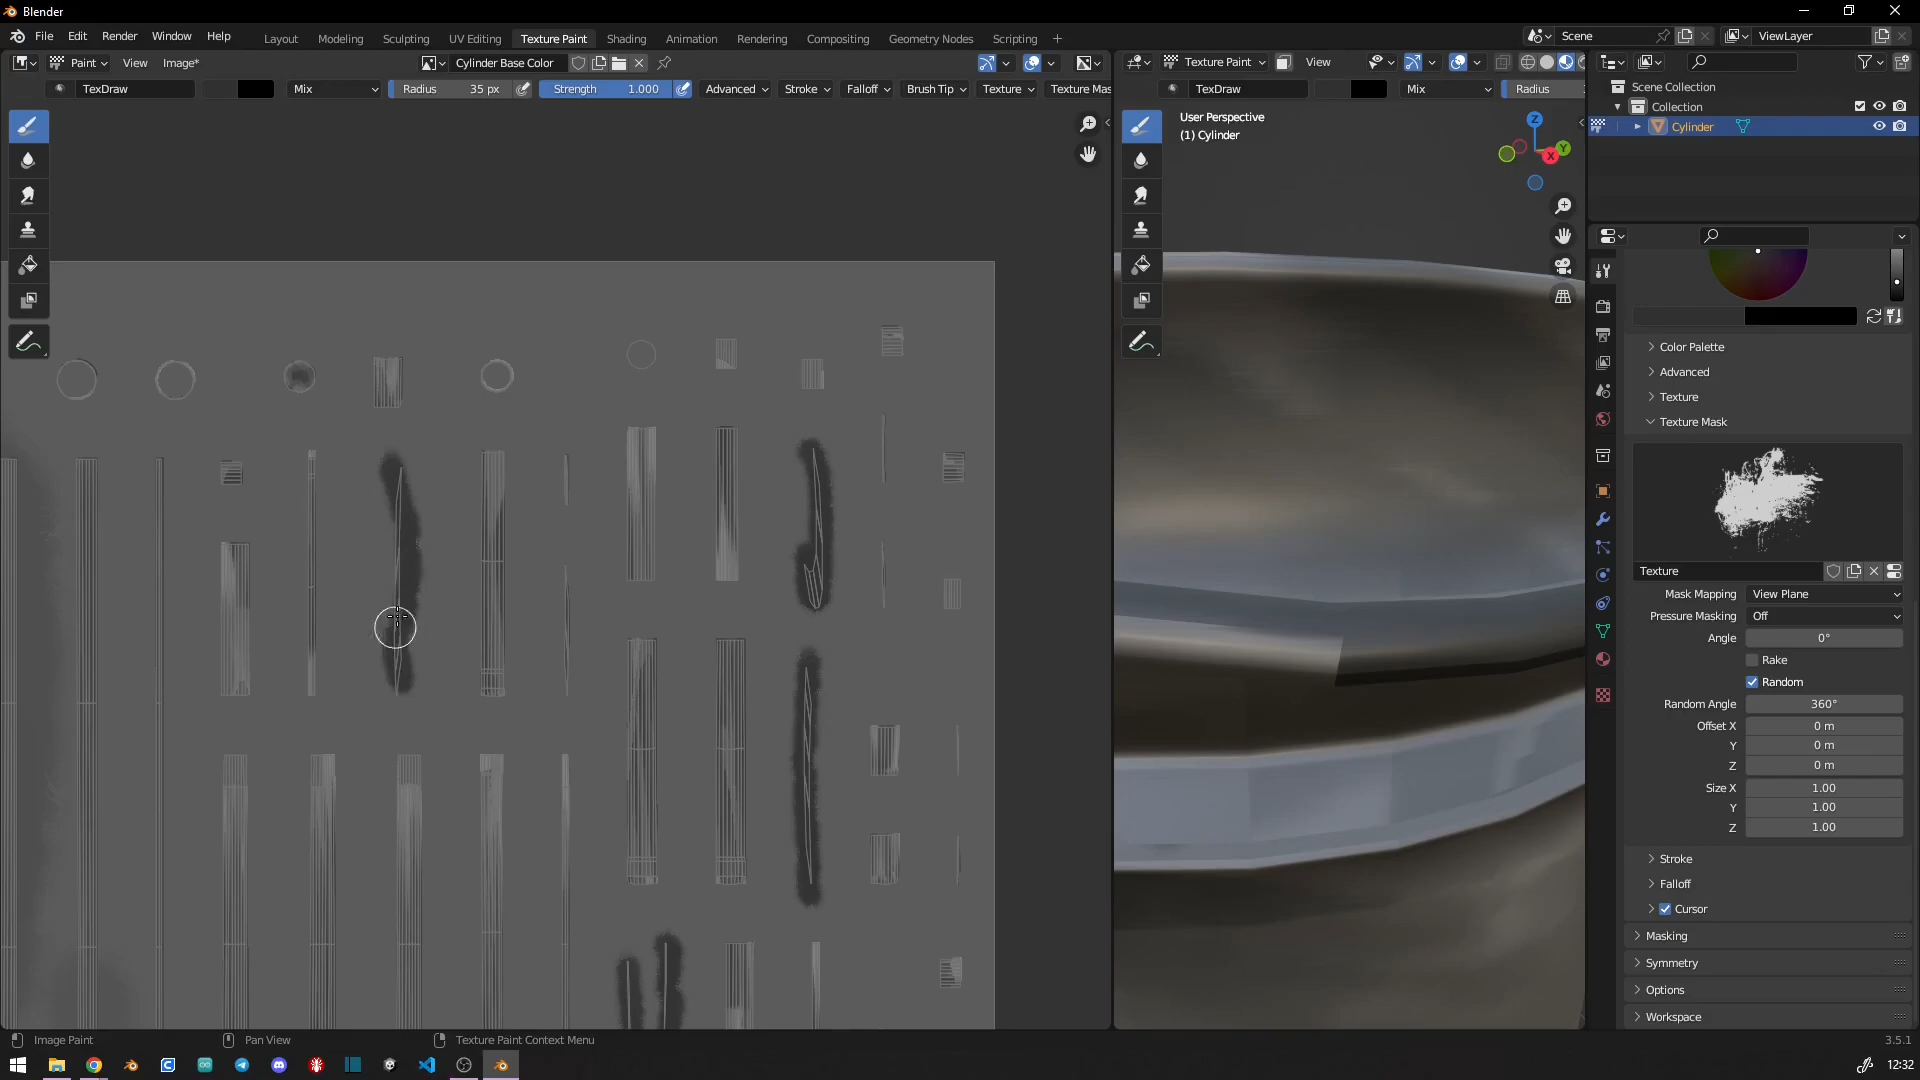 Blender
File Edit Render Window Help
Layout Modeling Sculpting UV Editing Texture Paint Shading Animation Rendering Compositing Geometry Nodes Scripting +
Scene ViewLayer
Paint View Image* Cylinder Base Color
Texture Paint View
TexDraw Mix Radius 35 px Strength 1.000 Advanced Stroke Falloff Brush Tip Texture Texture Mas
TexDraw Mix Radius
User Perspective
(1) Cylinder
Z
Y
X
Scene Collection
Collection
Cylinder
Color Palette
Advanced
Texture
Texture Mask
Texture
Mask Mapping View Plane
Pressure Masking Off
Angle 0°
Rake
Random
Random Angle 360°
Offset X 0 m
Y 0 m
Z 0 m
Size X 1.00
Y 1.00
Z 1.00
Stroke
Falloff
Cursor
Masking
Symmetry
Options
Workspace
Image Paint Pan View Texture Paint Context Menu 3.5.1
12:32